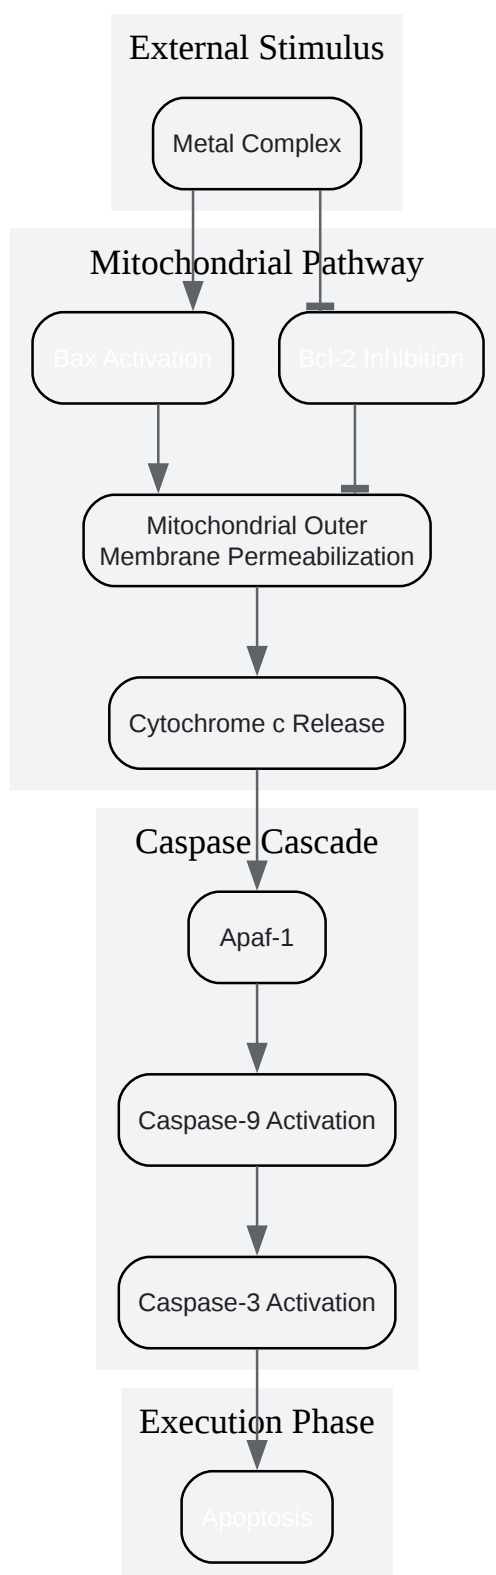 External Stimulus
Metal Complex
Mitochondrial Pathway
Bax Activation
Bcl-2 Inhibition
Mitochondrial Outer
Membrane Permeabilization
Cytochrome c Release
Caspase Cascade
Apaf-1
Caspase-9 Activation
Caspase-3 Activation
Execution Phase
Apoptosis